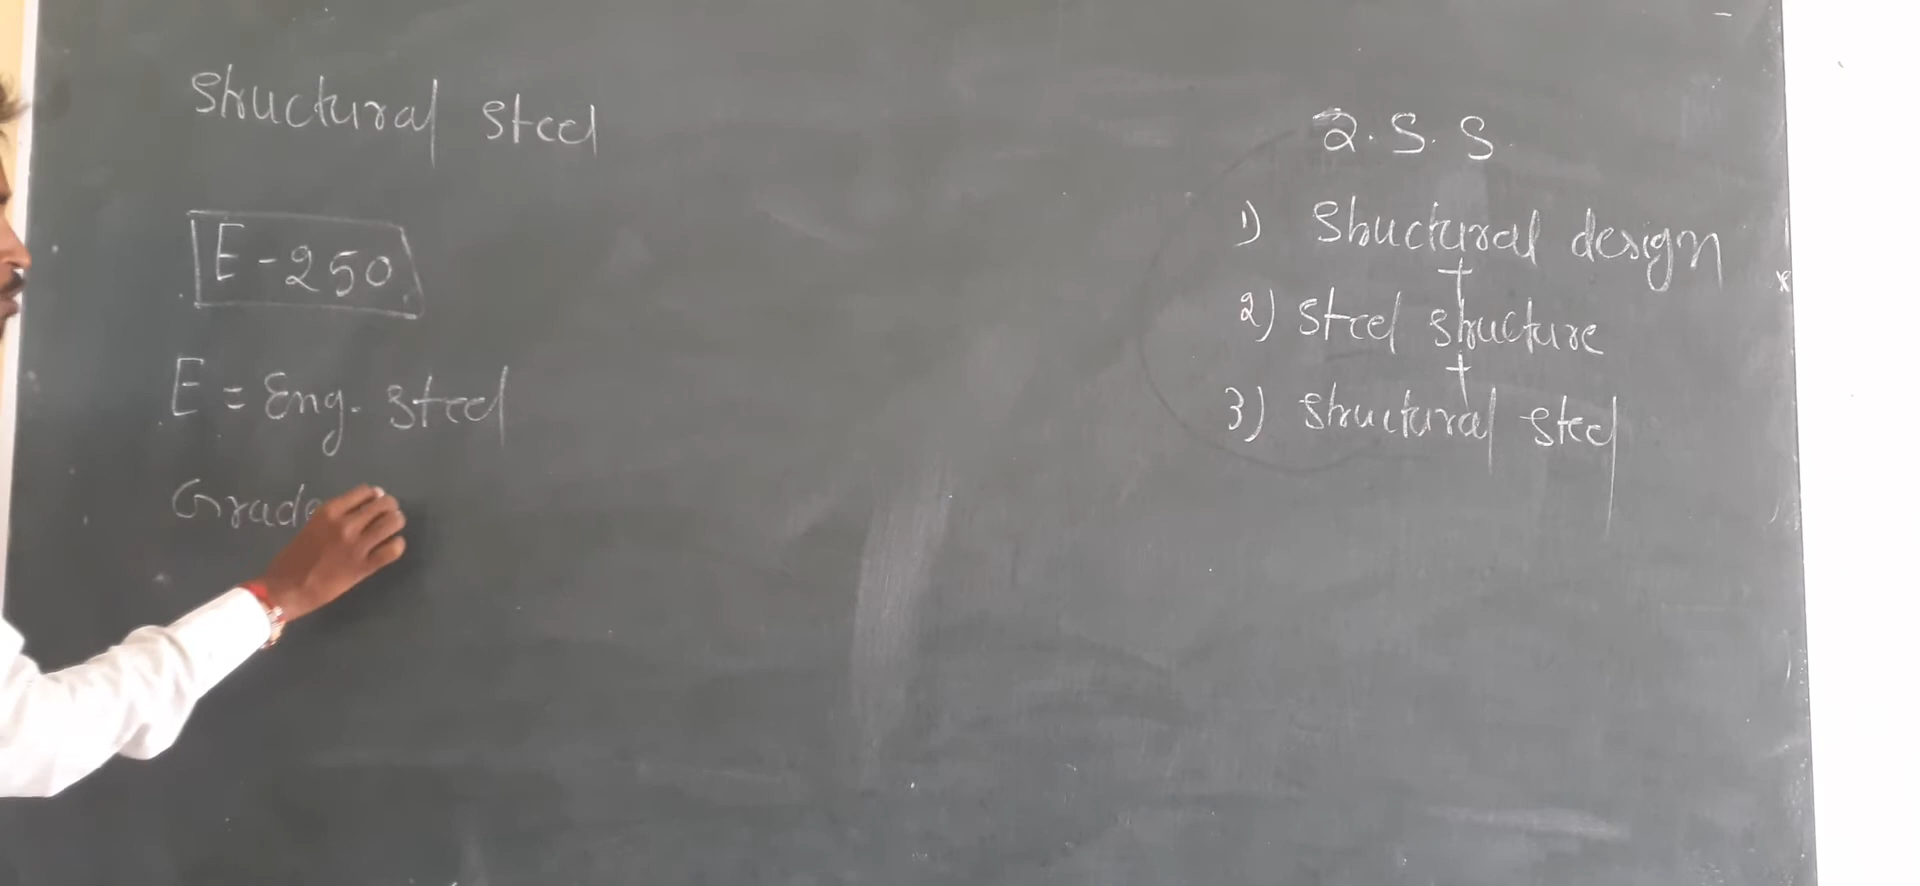 Structural Steel
E-250
E = Eng. Steel
Grade
2.S.S.
1) Structural design
+
2) Steel Structure
+
3) Structural Steel